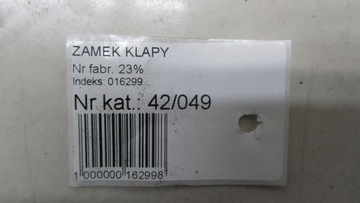 ZAMEK KLAPY
Nr fabr. 23%
Indeks: 016299
Nr kat.: 42/049
1 000000 162998